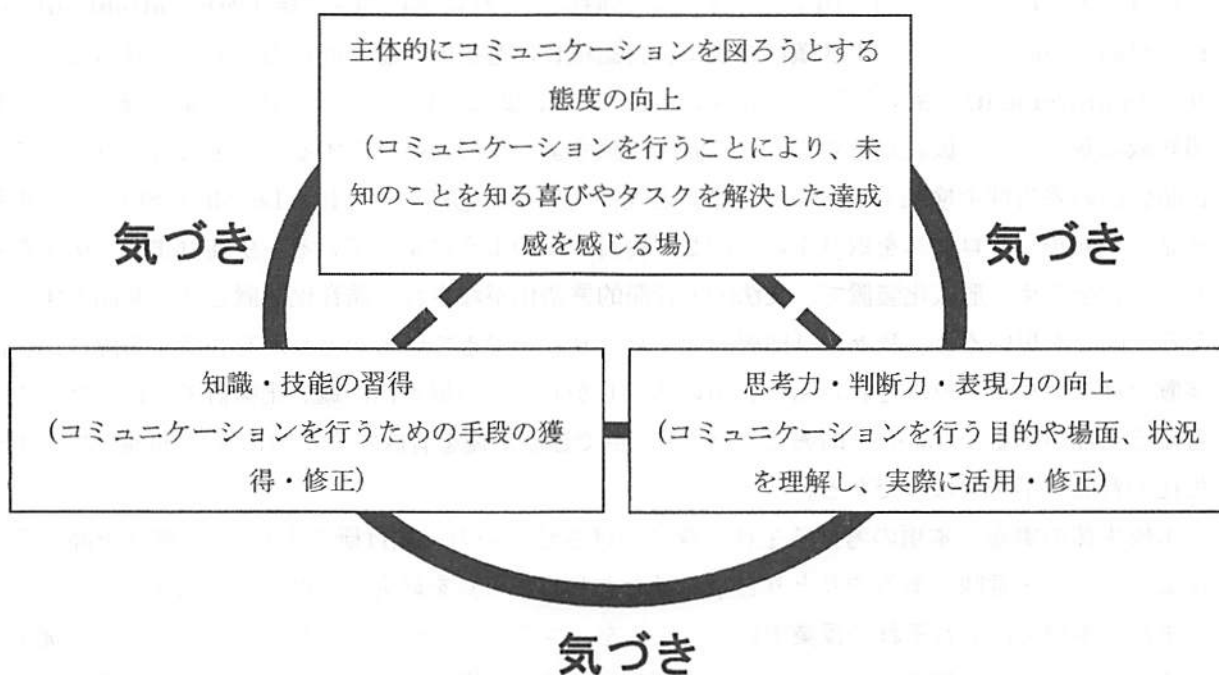 主体的にコミュニケーションを図ろうとする
態度の向上
(コミュニケーションを行うことにより、未
知のことを知る喜びやタスクを解決した達成
感を感じる場)
気づき
気づき
知識・技能の習得
(コミュニケーションを行うための手段の獲
得・修正)
思考力・判断力・表現力の向上
(コミュニケーションを行う目的や場面、状況
を理解し、実際に活用・修正)
気づき